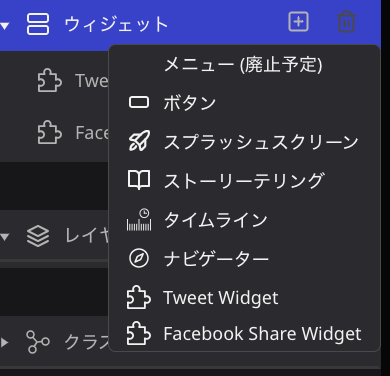 ウィジェット
メニュー (廃止予定)
Twe
ボタン
Face
スプラッシュスクリーン
ストーリーテリング
タイムライン
レイヤ
ナビゲーター
Tweet Widget
Facebook Share Widget
クラス